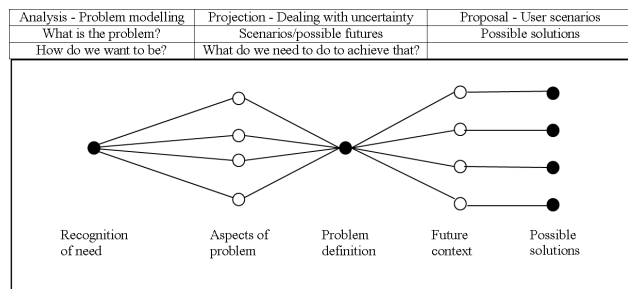 Analysis - Problem modelling
Projection - Dealing with uncertainty
Proposal - User scenarios
What is the problem?
Scenarios/possible futures
Possible solutions
How do we want to be?
What do we need to do to achieve that?
Recognition
of need
Aspects of
problem
Problem
definition
Future
context
Possible
solutions